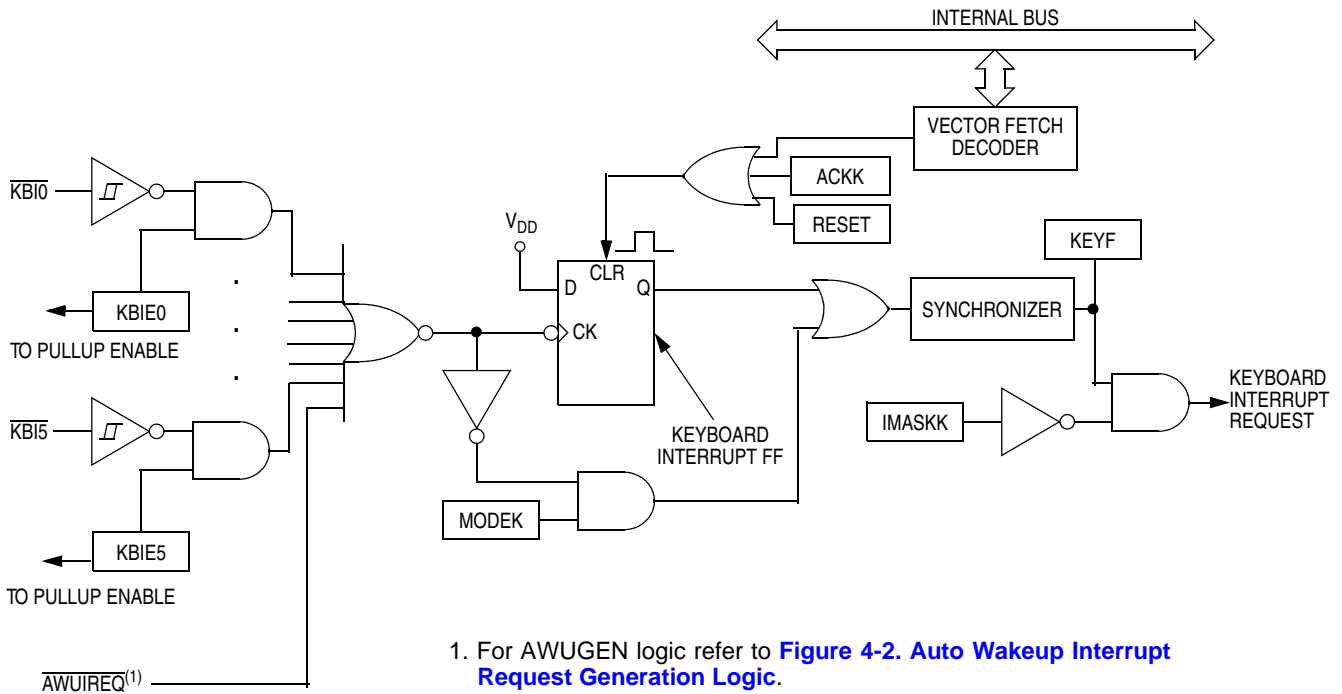 INTERNAL BUS
VECTOR FETCH
DECODER
ACKK
RESET
KBI0
VDD
KEYF
CLR
D
Q
KBIE0
SYNCHRONIZER
CK
TO PULLUP ENABLE
KEYBOARD
INTERRUPT
REQUEST
KBI5
IMASKK
KEYBOARD
INTERRUPT FF
MODEK
KBIE5
TO PULLUP ENABLE
1. For AWUGEN logic refer to Figure 4-2. Auto Wakeup Interrupt
Request Generation Logic.
AWUIREQ(1)